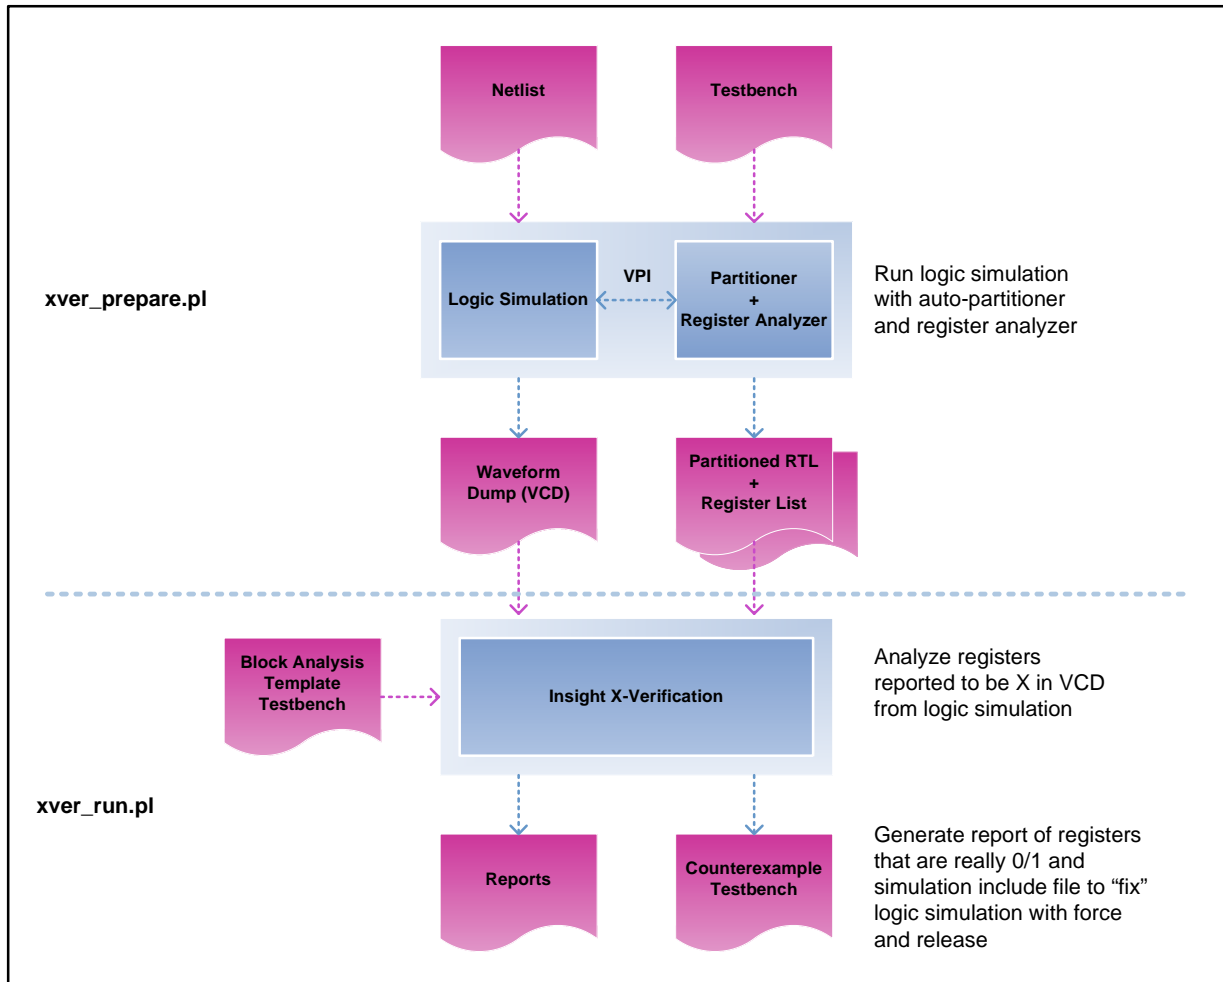 Netlist
Testbench
xver_prepare.pl
Logic Simulation
VPI
Partitioner
+
Register Analyzer
Run logic simulation
with auto-partitioner
and register analyzer
Waveform
Dump (VCD)
Partitioned RTL
+
Register List
Block Analysis
Template
Testbench
Insight X-Verification
Analyze registers
reported to be X in VCD
from logic simulation
xver_run.pl
Reports
Counterexample
Testbench
Generate report of registers
that are really 0/1 and
simulation include file to “fix”
logic simulation with force
and release